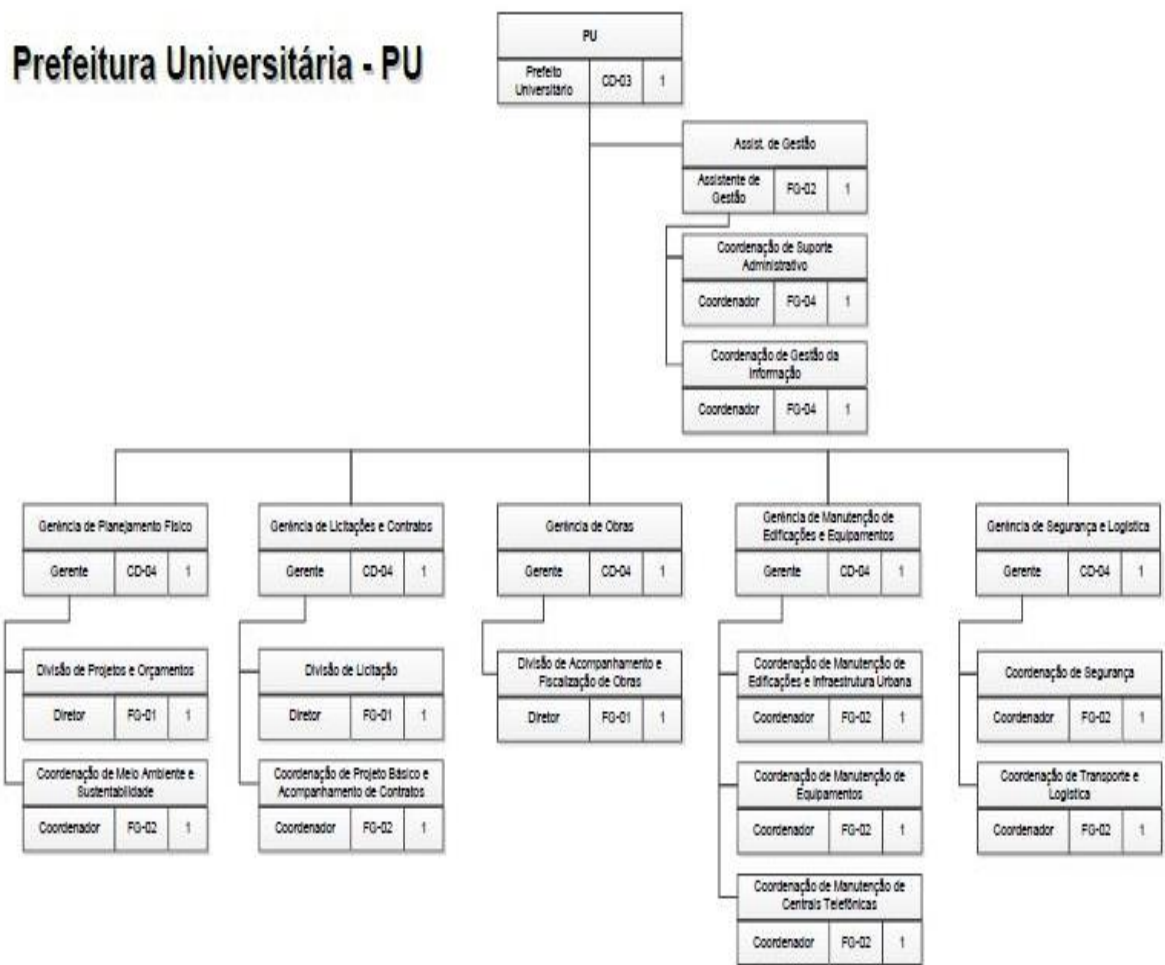 Prefeitura Universitária - PU
PU
Prefeito
Universitário
CD-03
1
Assist. de Gestão
Assistente de
Gestão
FG-02
1
Coordenação de Suporte
Administrativo
Coordenador
FG-04
1
Coordenação de Gestão da
Informação
Coordenador
FG-04
1
Gerência de Planejamento Físico
Gerente
CD-04
1
Divisão de Projetos e Orçamentos
Diretor
FG-01
1
Coordenação de Meio Ambiente e
Sustentabilidade
Coordenador
FG-02
1
Gerência de Licitações e Contratos
Gerente
CD-04
1
Divisão de Licitação
Diretor
FG-01
1
Coordenação de Projeto Básico e
Acompanhamento de Contratos
Coordenador
FG-02
1
Gerência de Obras
Gerente
CD-04
1
Divisão de Acompanhamento e
Fiscalização de Obras
Diretor
FG-01
1
Gerência de Manutenção de
Edificações e Equipamentos
Gerente
CD-04
1
Coordenação de Manutenção de
Edificações e Infraestrutura Urbana
Coordenador
FG-02
1
Coordenação de Manutenção de
Equipamentos
Coordenador
FG-02
1
Coordenação de Manutenção de
Centrais Telefônicas
Coordenador
FG-02
1
Gerência de Segurança e Logística
Gerente
CD-04
1
Coordenação de Segurança
Coordenador
FG-02
1
Coordenação de Transporte e
Logística
Coordenador
FG-02
1